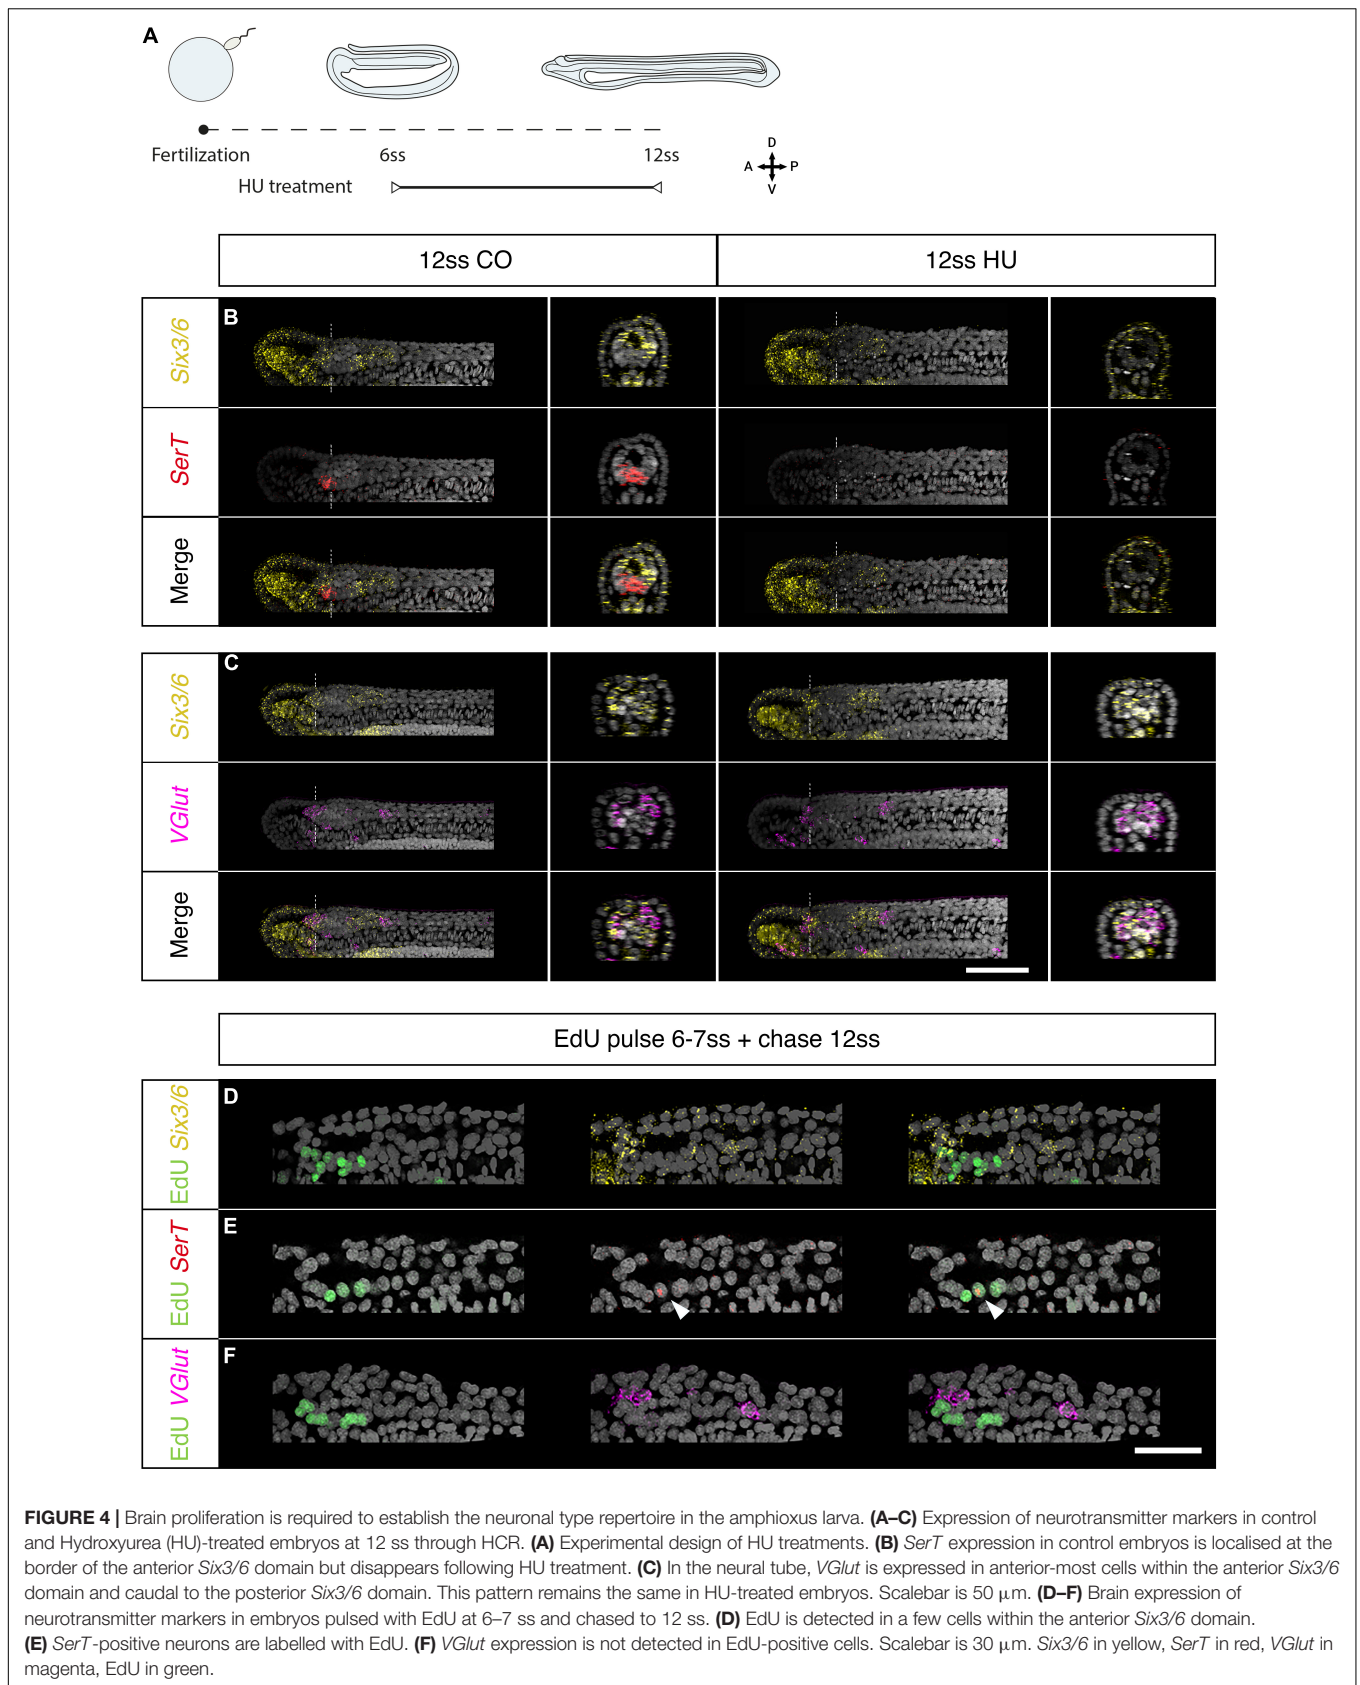 A
Fertilization
6ss
12ss
HU treatment
D
A
P
V
12ss CO
12ss HU
B
Six3/6
SerT
Merge
C
Six3/6
VGlut
Merge
EdU pulse 6-7ss + chase 12ss
D
EdU Six3/6
E
EdU SerT
F
EdU VGlut
FIGURE 4 | Brain proliferation is required to establish the neuronal type repertoire in the amphioxus larva. (A–C) Expression of neurotransmitter markers in control
and Hydroxyurea (HU)-treated embryos at 12 ss through HCR. (A) Experimental design of HU treatments. (B) SerT expression in control embryos is localised at the
border of the anterior Six3/6 domain but disappears following HU treatment. (C) In the neural tube, VGlut is expressed in anterior-most cells within the anterior Six3/6
domain and caudal to the posterior Six3/6 domain. This pattern remains the same in HU-treated embryos. Scalebar is 50 μm. (D–F) Brain expression of
neurotransmitter markers in embryos pulsed with EdU at 6–7 ss and chased to 12 ss. (D) EdU is detected in a few cells within the anterior Six3/6 domain.
(E) SerT-positive neurons are labelled with EdU. (F) VGlut expression is not detected in EdU-positive cells. Scalebar is 30 μm. Six3/6 in yellow, SerT in red, VGlut in
magenta, EdU in green.